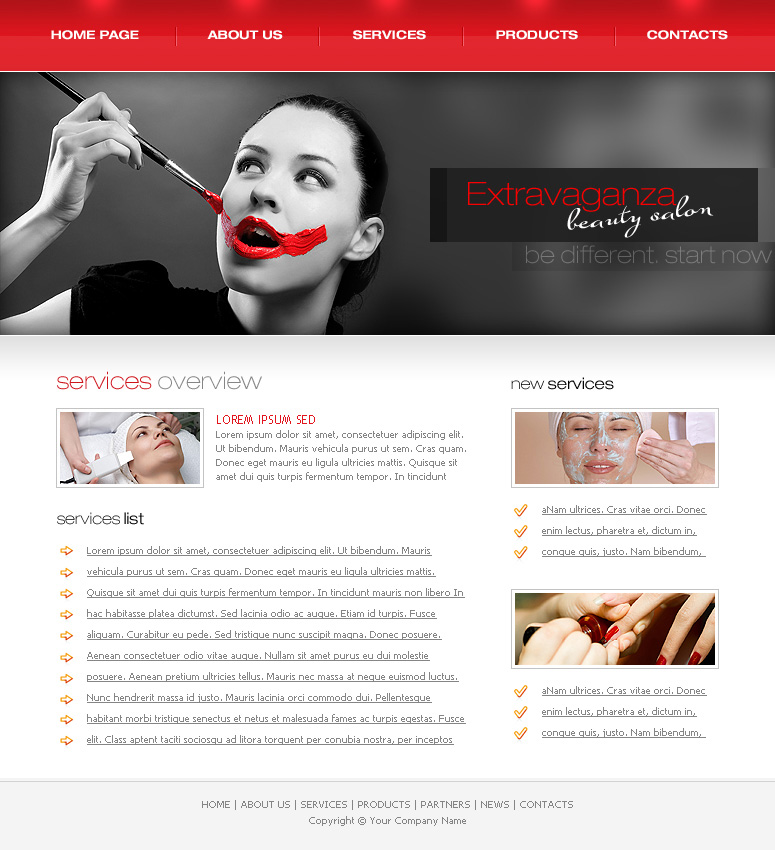 HOME PAGE
ABOUT US
SERVICES
PRODUCTS
CONTACTS
Extravaganza
beauty salon
be different. start now
services overview
LOREM IPSUM SED
Lorem ipsum dolor sit amet, consectetuer adipiscing elit.
Ut bibendum. Mauris vehicula purus ut sem. Cras quam.
Donec eget mauris eu ligula ultricies mattis. Quisque sit
amet dui quis turpis fermentum tempor. In tincidunt
services list
Lorem ipsum dolor sit amet, consectetuer adipiscing elit. Ut bibendum. Mauris
vehicula purus ut sem. Cras quam. Donec eget mauris eu ligula ultricies mattis.
Quisque sit amet dui quis turpis fermentum tempor. In tincidunt mauris non libero In
hac habitasse platea dictumst. Sed lacinia odio ac augue. Etiam id turpis. Fusce
aliquam. Curabitur eu pede. Sed tristique nunc suscipit magna. Donec posuere.
Aenean consectetuer odio vitae augue. Nullam sit amet purus eu dui molestie
posuere. Aenean pretium ultricies tellus. Mauris nec massa at neque euismod luctus.
Nunc hendrerit massa id justo. Mauris lacinia orci commodo dui. Pellentesque
habitant morbi tristique senectus et netus et malesuada fames ac turpis egestas. Fusce
elit. Class aptent taciti sociosqu ad litora torquent per conubia nostra, per inceptos
new services
aNam ultrices. Cras vitae orci. Donec
enim lectus, pharetra et, dictum in,
congue quis, justo. Nam bibendum,
aNam ultrices. Cras vitae orci. Donec
enim lectus, pharetra et, dictum in,
congue quis, justo. Nam bibendum,
HOME | ABOUT US | SERVICES | PRODUCTS | PARTNERS | NEWS | CONTACTS
Copyright © Your Company Name